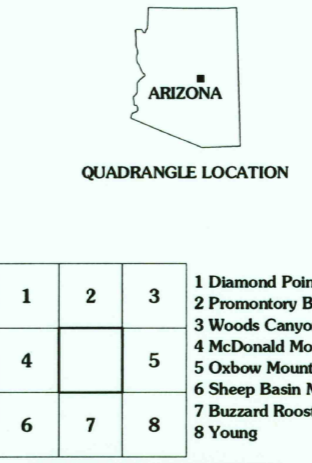 ARIZONA
QUADRANGLE LOCATION
1 2 3
4 5
6 7 8
1 Diamond Poin
2 Promontory B
3 Woods Canyo
4 McDonald Mo
5 Oxbow Mount
6 Sheep Basin M
7 Buzzard Roost
8 Young